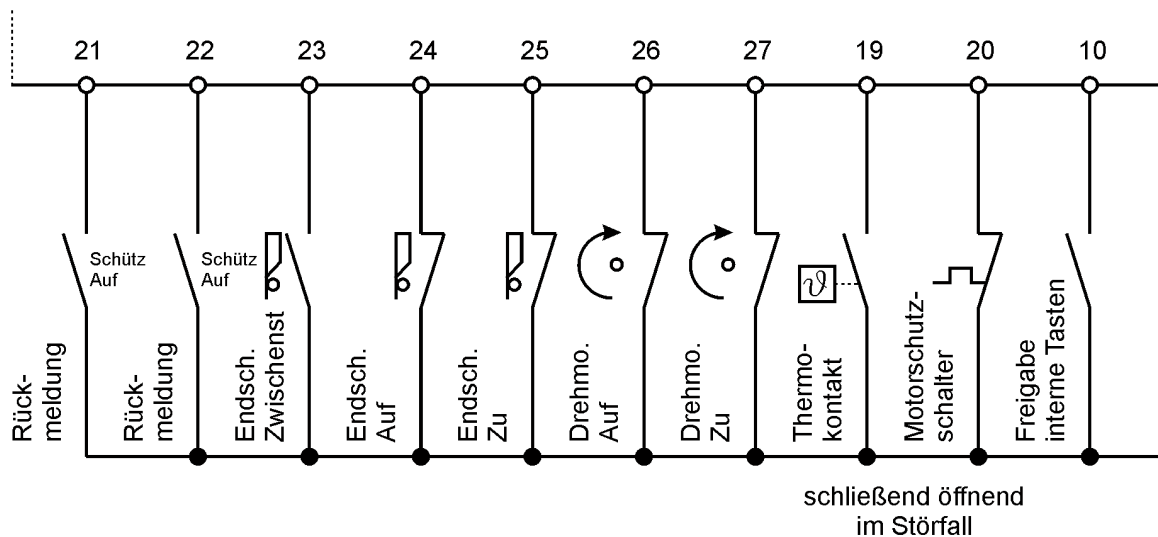 21 22 23 24 25 26 27 19 20 10
Schütz
Auf
Schütz
Auf
ϑ
Rück-
meldung
Rück-
meldung
Endsch.
Zwischenst
Endsch.
Auf
Endsch.
Zu
Drehmo.
Auf
Drehmo.
Zu
Thermo-
kontakt
Motorschutz-
schalter
Freigabe
interne Tasten
schließend öffnend
im Störfall